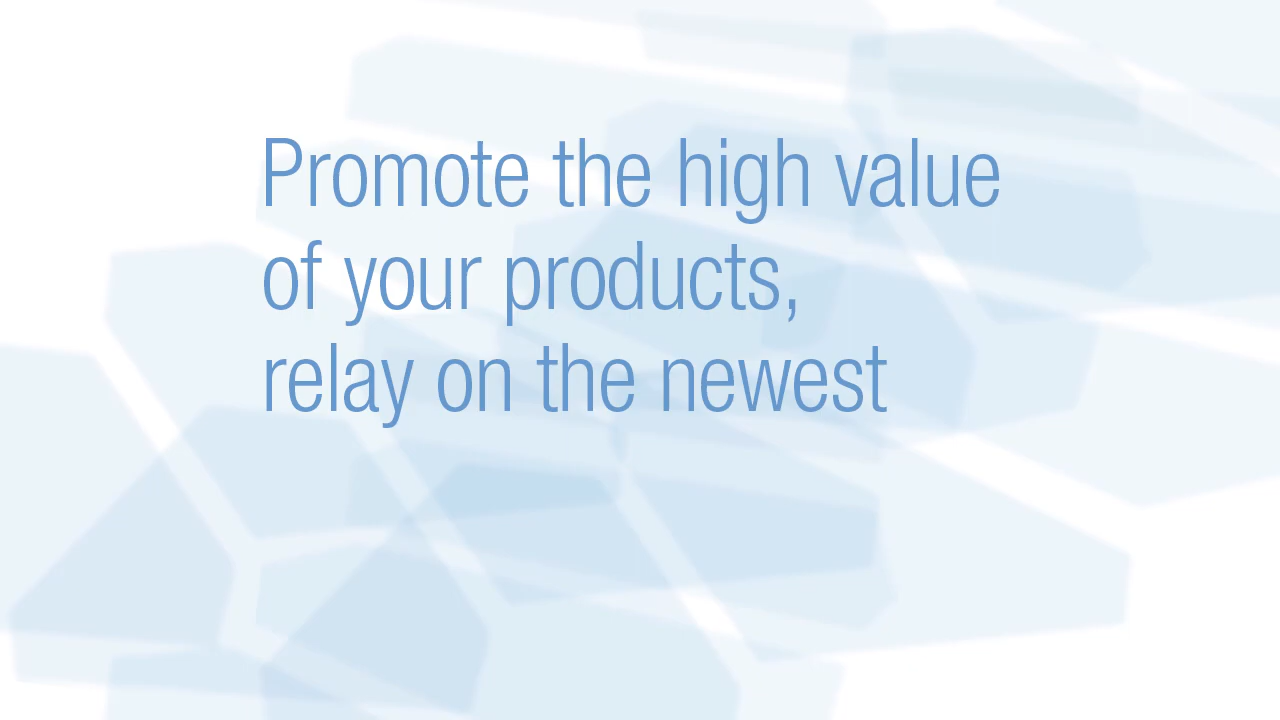 Promote the high value
of your products,
relay on the newest